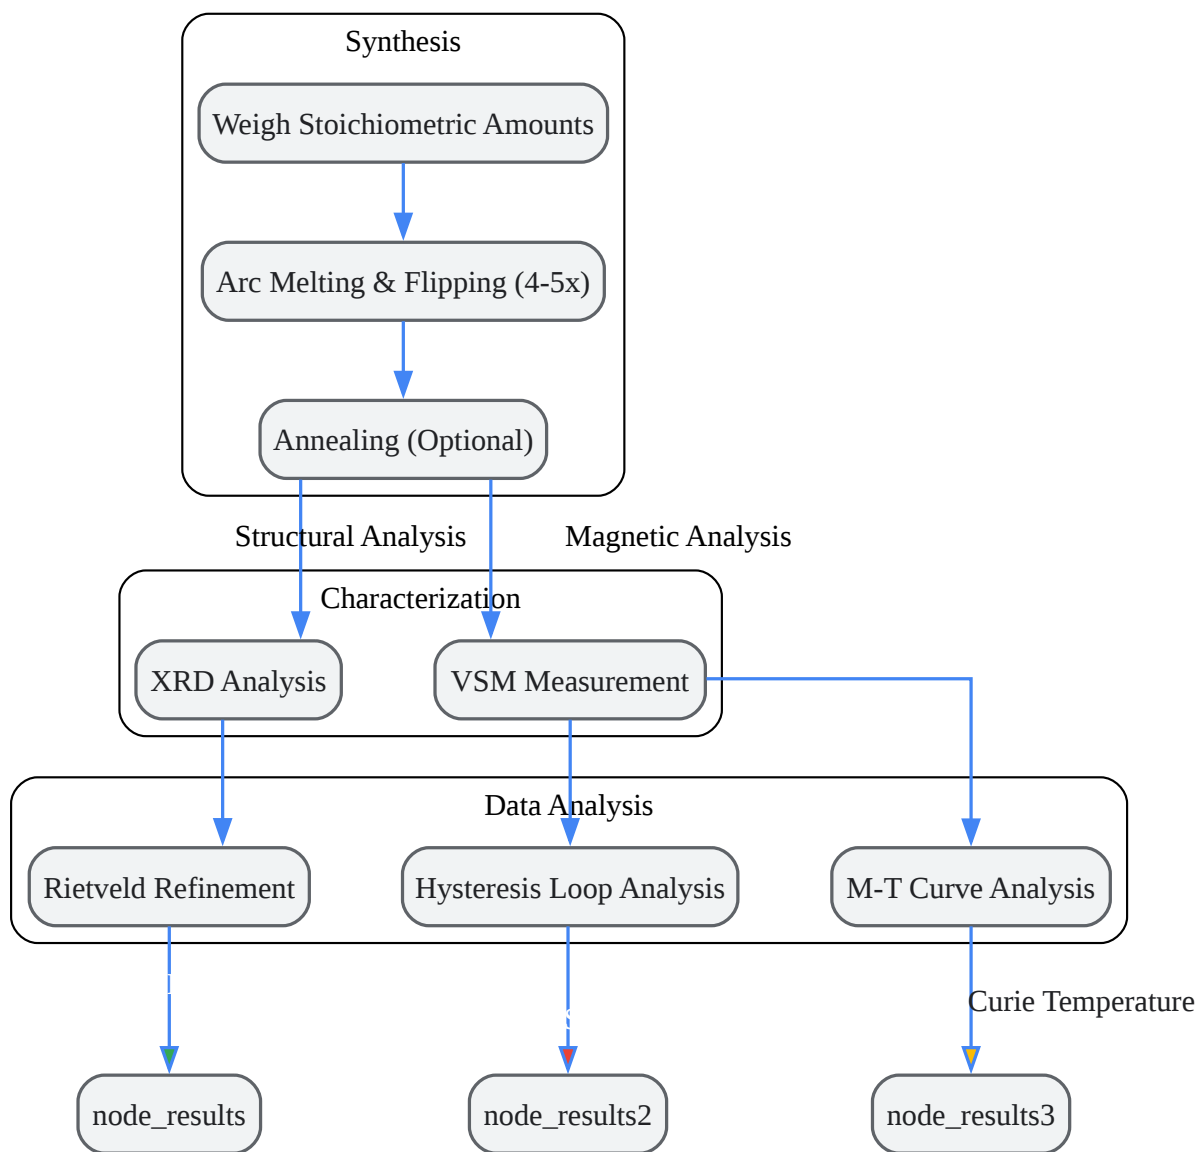 Synthesis
Weigh Stoichiometric Amounts
Arc Melting & Flipping (4-5x)
Annealing (Optional)
Structural Analysis
Magnetic Analysis
Characterization
XRD Analysis
VSM Measurement
Data Analysis
Rietveld Refinement
Hysteresis Loop Analysis
M-T Curve Analysis
Curie Temperature
node_results
node_results2
node_results3